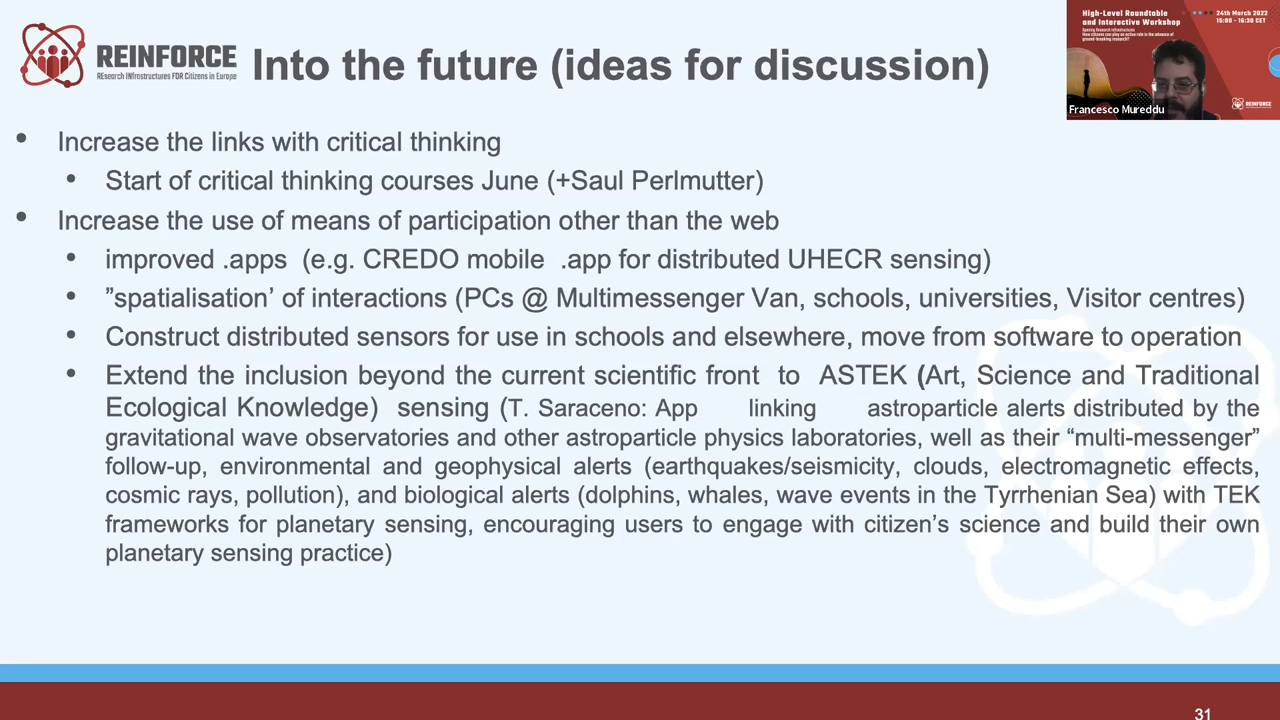 REINFORCE
REsearch INfrastructures FOR Citizens in Europe
Into the future (ideas for discussion)
High-Level Roundtable
and Interactive Workshop
24th March 2022
15:00 - 16:30 CET
Opening Research Infrastructures
How citizens can play an active role in the advance of
ground-breaking research?
Francesco Mureddu
REINFORCE
• Increase the links with critical thinking
• Start of critical thinking courses June (+Saul Perlmutter)
• Increase the use of means of participation other than the web
• improved .apps (e.g. CREDO mobile .app for distributed UHECR sensing)
• ”spatialisation’ of interactions (PCs @ Multimessenger Van, schools, universities, Visitor centres)
• Construct distributed sensors for use in schools and elsewhere, move from software to operation
• Extend the inclusion beyond the current scientific front to ASTEK (Art, Science and Traditional
Ecological Knowledge) sensing (T. Saraceno: App linking astroparticle alerts distributed by the
gravitational wave observatories and other astroparticle physics laboratories, well as their “multi-messenger”
follow-up, environmental and geophysical alerts (earthquakes/seismicity, clouds, electromagnetic effects,
cosmic rays, pollution), and biological alerts (dolphins, whales, wave events in the Tyrrhenian Sea) with TEK
frameworks for planetary sensing, encouraging users to engage with citizen’s science and build their own
planetary sensing practice)
31